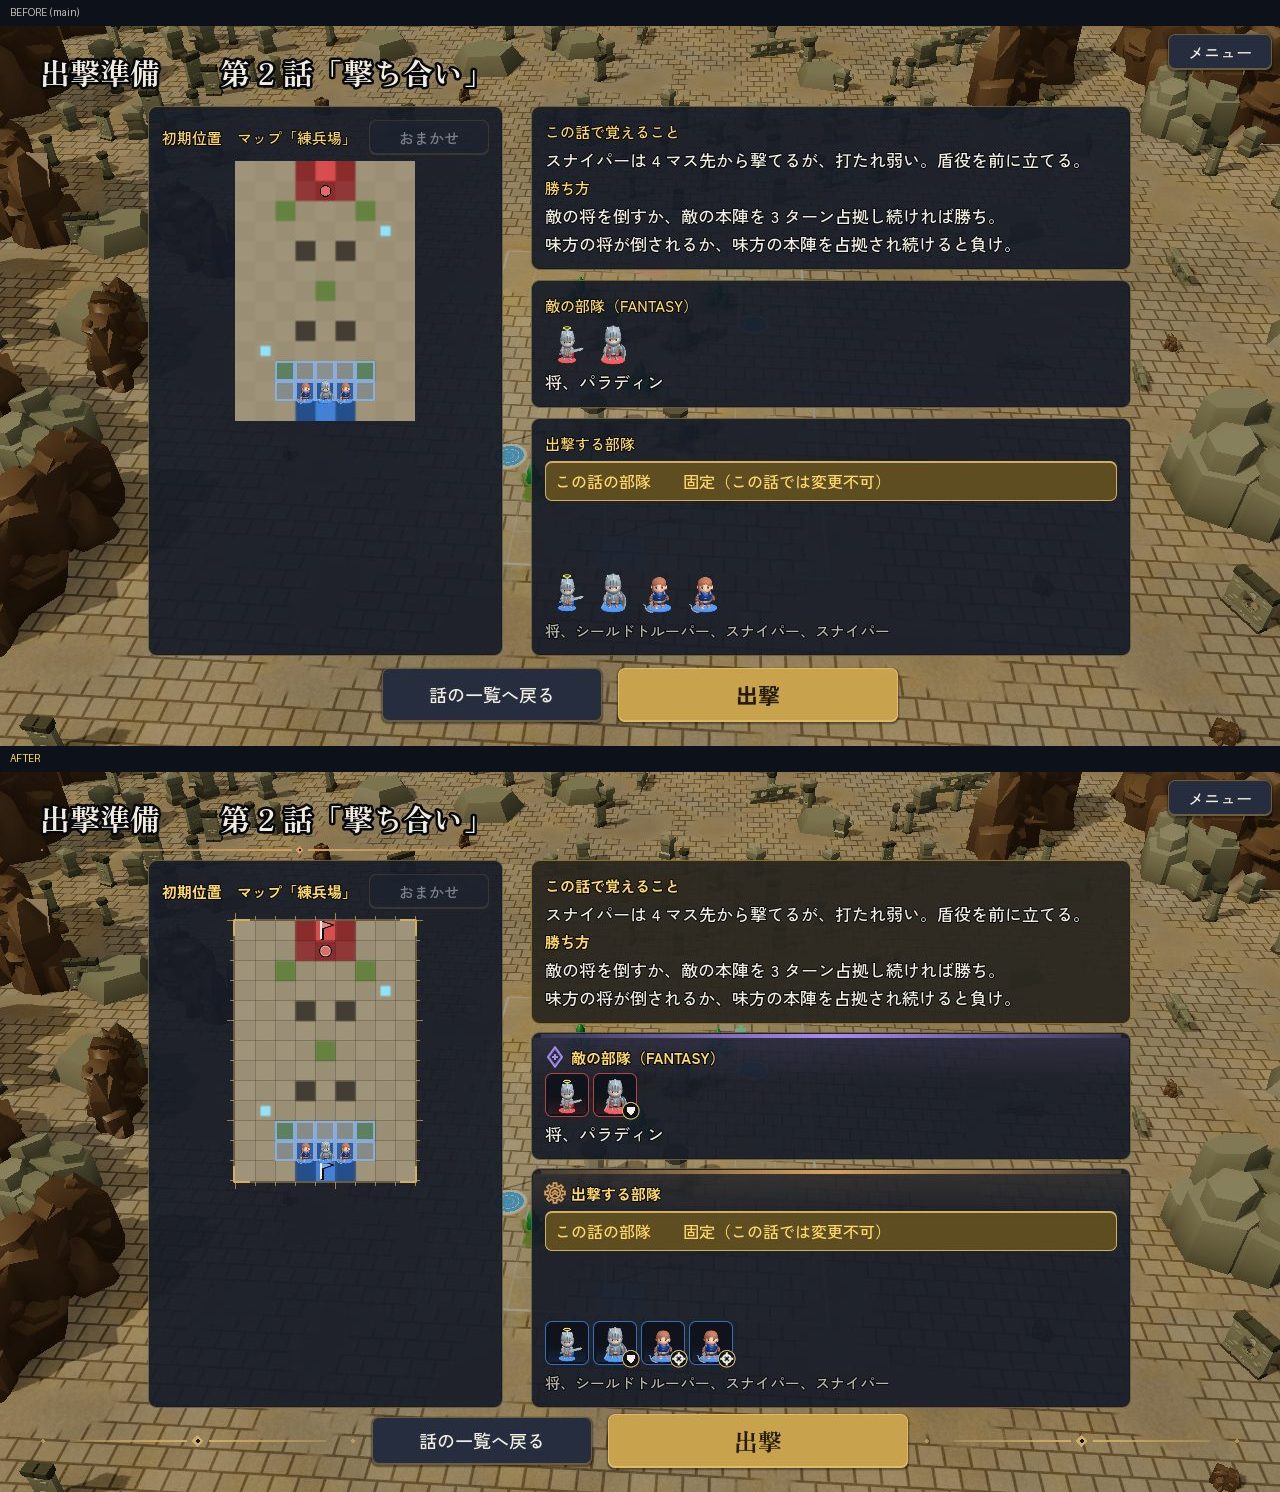 BEFORE (main)
メニュー
出撃準備　　第２話「撃ち合い」
初期位置　マップ「練兵場」
おまかせ
この話で覚えること
スナイパーは 4 マス先から撃てるが、打たれ弱い。盾役を前に立てる。
勝ち方
敵の将を倒すか、敵の本陣を 3 ターン占拠し続ければ勝ち。
味方の将が倒されるか、味方の本陣を占拠され続けると負け。
敵の部隊（FANTASY）
将、パラディン
出撃する部隊
この話の部隊　　固定（この話では変更不可）
将、シールドトルーパー、スナイパー、スナイパー
話の一覧へ戻る
出撃
AFTER
メニュー
出撃準備　　第２話「撃ち合い」
初期位置　マップ「練兵場」
おまかせ
この話で覚えること
スナイパーは 4 マス先から撃てるが、打たれ弱い。盾役を前に立てる。
勝ち方
敵の将を倒すか、敵の本陣を 3 ターン占拠し続ければ勝ち。
味方の将が倒されるか、味方の本陣を占拠され続けると負け。
敵の部隊（FANTASY）
将、パラディン
出撃する部隊
この話の部隊　　固定（この話では変更不可）
将、シールドトルーパー、スナイパー、スナイパー
話の一覧へ戻る
出撃